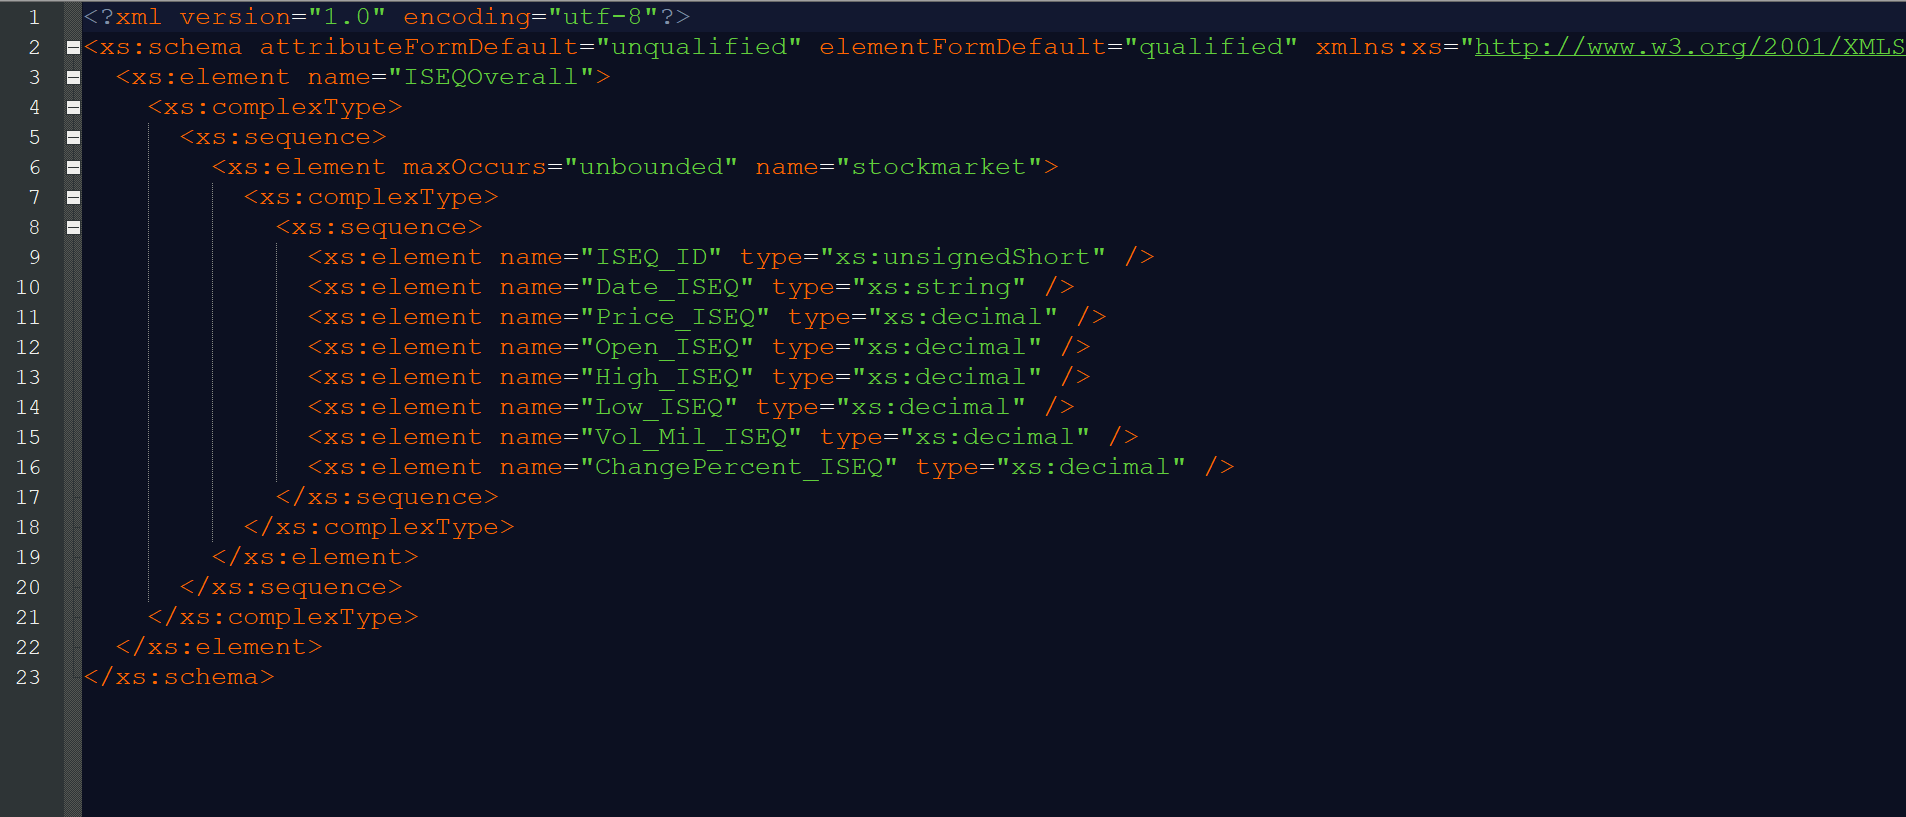 1 <?xml version="1.0" encoding="utf-8"?>
2 <xs:schema attributeFormDefault="unqualified" elementFormDefault="qualified" xmlns:xs="http://www.w3.org/2001/XMLS
3 <xs:element name="ISEQOverall">
4 <xs:complexType>
5 <xs:sequence>
6 <xs:element maxOccurs="unbounded" name="stockmarket">
7 <xs:complexType>
8 <xs:sequence>
9 <xs:element name="ISEQ_ID" type="xs:unsignedShort" />
10 <xs:element name="Date_ISEQ" type="xs:string" />
11 <xs:element name="Price_ISEQ" type="xs:decimal" />
12 <xs:element name="Open_ISEQ" type="xs:decimal" />
13 <xs:element name="High_ISEQ" type="xs:decimal" />
14 <xs:element name="Low_ISEQ" type="xs:decimal" />
15 <xs:element name="Vol_Mil_ISEQ" type="xs:decimal" />
16 <xs:element name="ChangePercent_ISEQ" type="xs:decimal" />
17 </xs:sequence>
18 </xs:complexType>
19 </xs:element>
20 </xs:sequence>
21 </xs:complexType>
22 </xs:element>
23 </xs:schema>